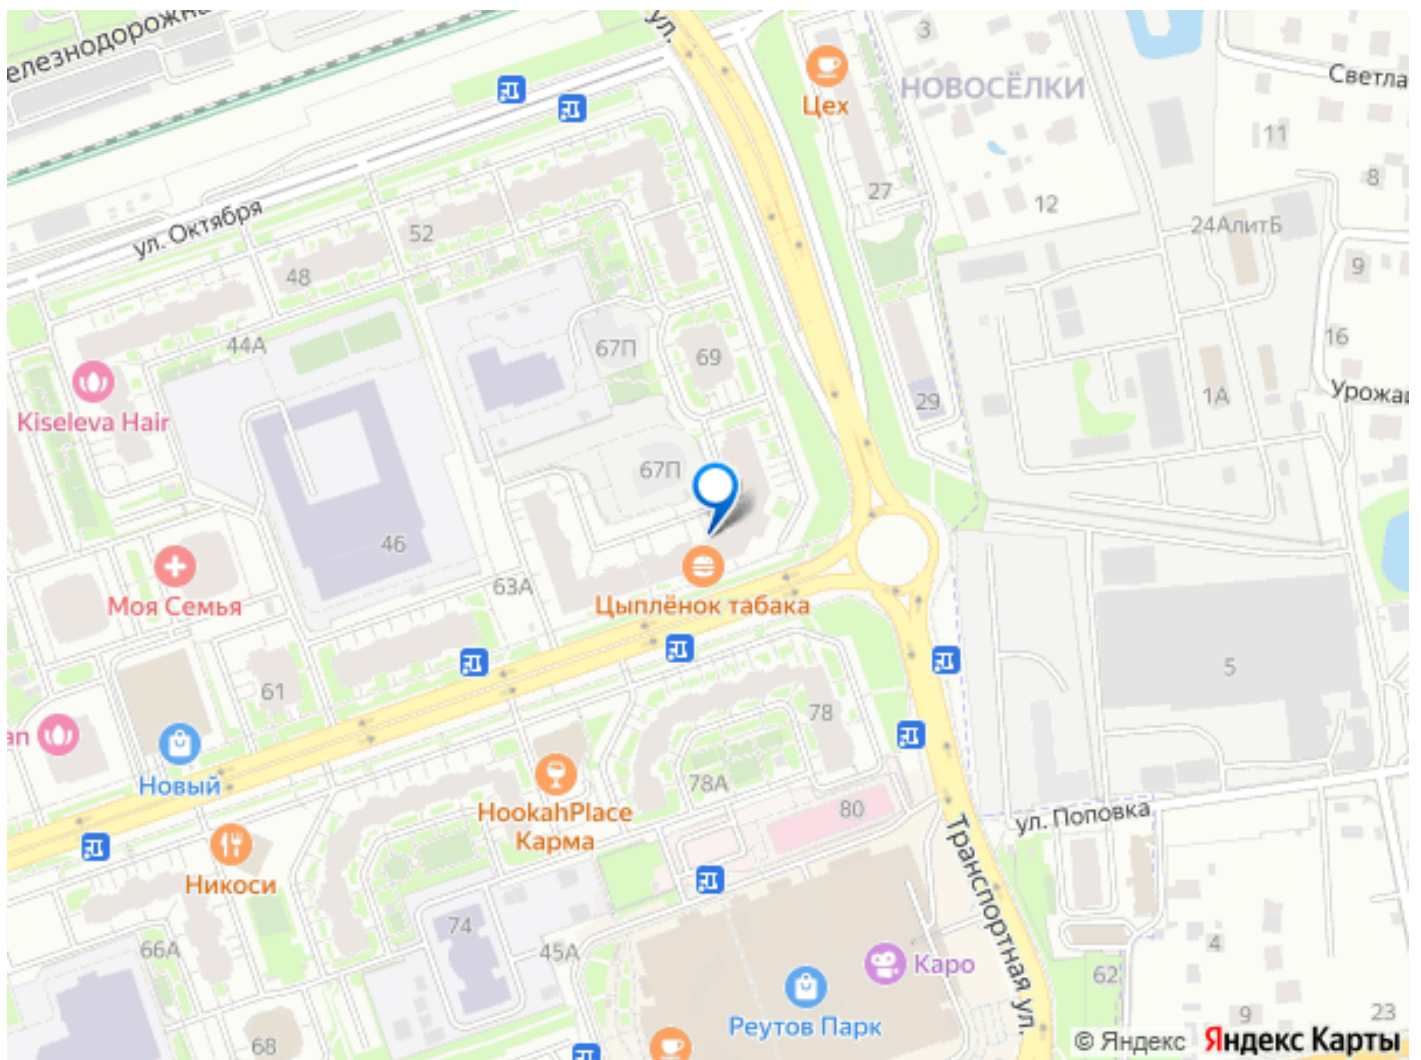 елезнодорожна
ул.
Цех
3
НОВОСЁЛКИ
Светла
11
8
27
12
24АлитБ
ул. Октября
52
48
9
44А
67П
69
16
Kiseleva Hair
29
1А
Урожай
67П
46
63А
Моя Семья
Цыплёнок табака
61
78
5
an
Новый
78А
HookahPlace
Карма
80
ул. Поповка
Никоси
Транспортная ул.
74
66А
45А
4
Каро
62
Реутов Парк
68
9
23
© Яндекс Яндекс Карты